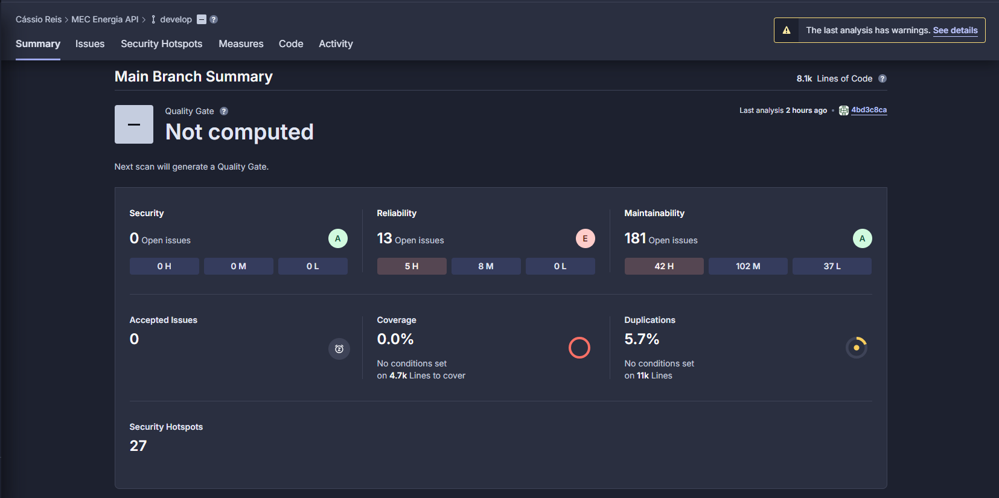 Cássio Reis > MEC Energia API > develop – ?
The last analysis has warnings. See details
Summary Issues Security Hotspots Measures Code Activity
Main Branch Summary
8.1k Lines of Code ?
Quality Gate ?
Last analysis 2 hours ago • 4bd3c8ca
Not computed
Next scan will generate a Quality Gate.
Security
0 Open issues
A
0 H 0 M 0 L
Reliability
13 Open issues
E
5 H 8 M 0 L
Maintainability
181 Open issues
A
42 H 102 M 37 L
Accepted Issues
0
Coverage
0.0%
No conditions set
on 4.7k Lines to cover
Duplications
5.7%
No conditions set
on 11k Lines
Security Hotspots
27